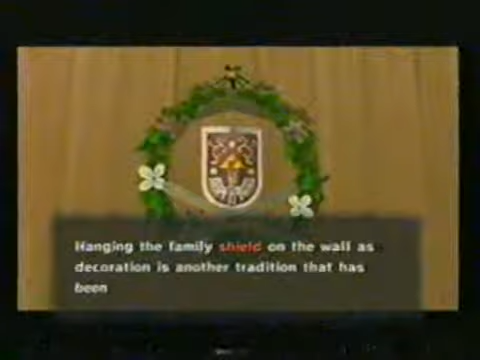 Hanging the family shield on the wall as
decoration is another tradition that has
been